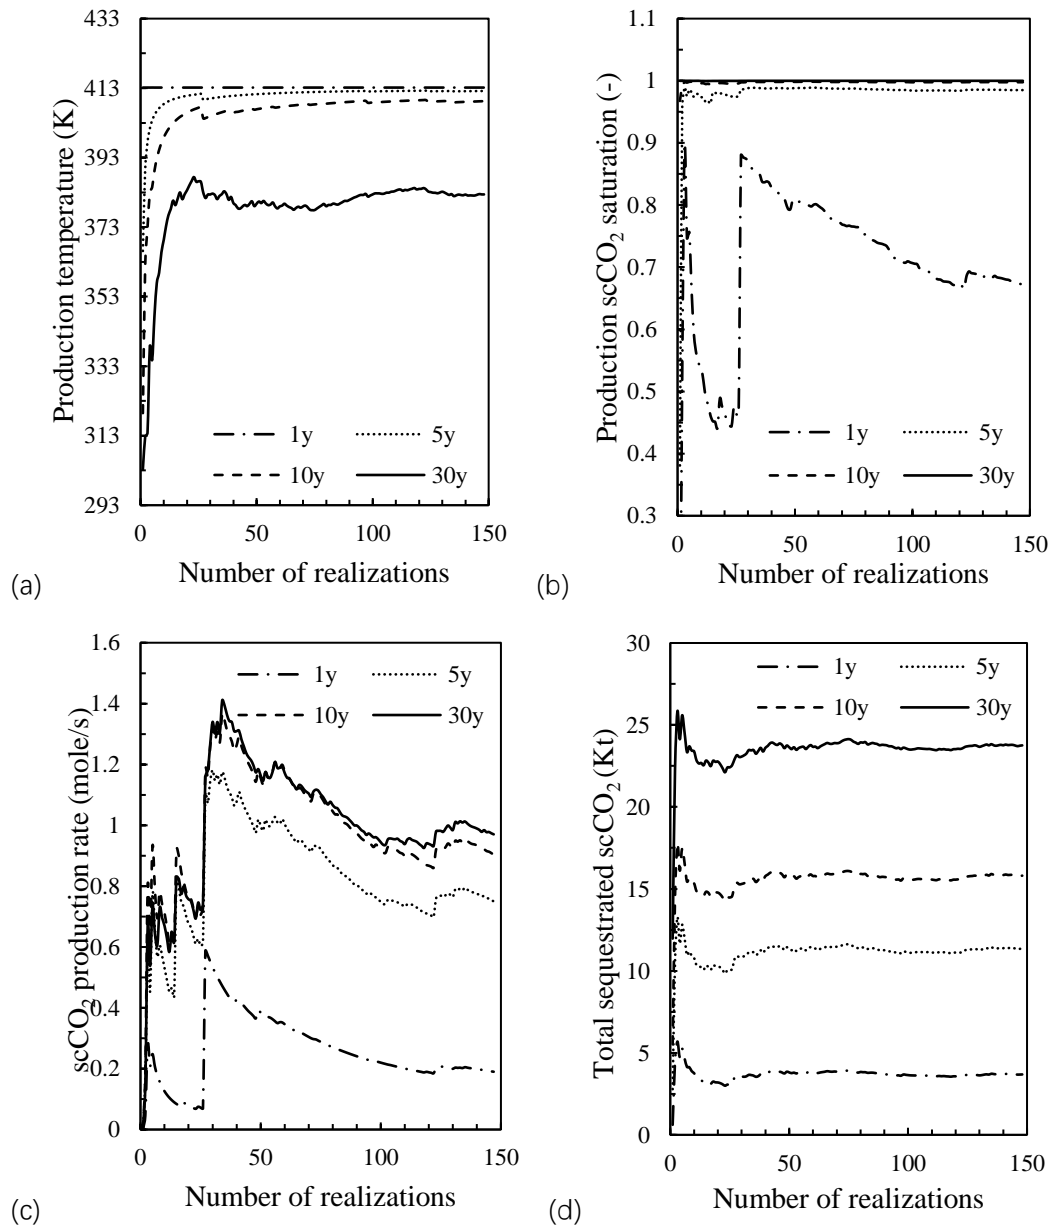 433
413
393
373
353
333
313
293
Production temperature (K)
1y
5y
10y
30y
0
50
100
150
Number of realizations
(a)
1.1
1
0.9
0.8
0.7
0.6
0.5
0.4
0.3
Production scCO2 saturation (-)
1y
5y
10y
30y
0
50
100
150
Number of realizations
(b)
1.6
1.4
1.2
1
0.8
0.6
0.4
0.2
0
scCO2 production rate (mole/s)
1y
5y
10y
30y
0
50
100
150
Number of realizations
(c)
30
25
20
15
10
5
0
Total sequestrated scCO2 (Kt)
1y
5y
10y
30y
0
50
100
150
Number of realizations
(d)